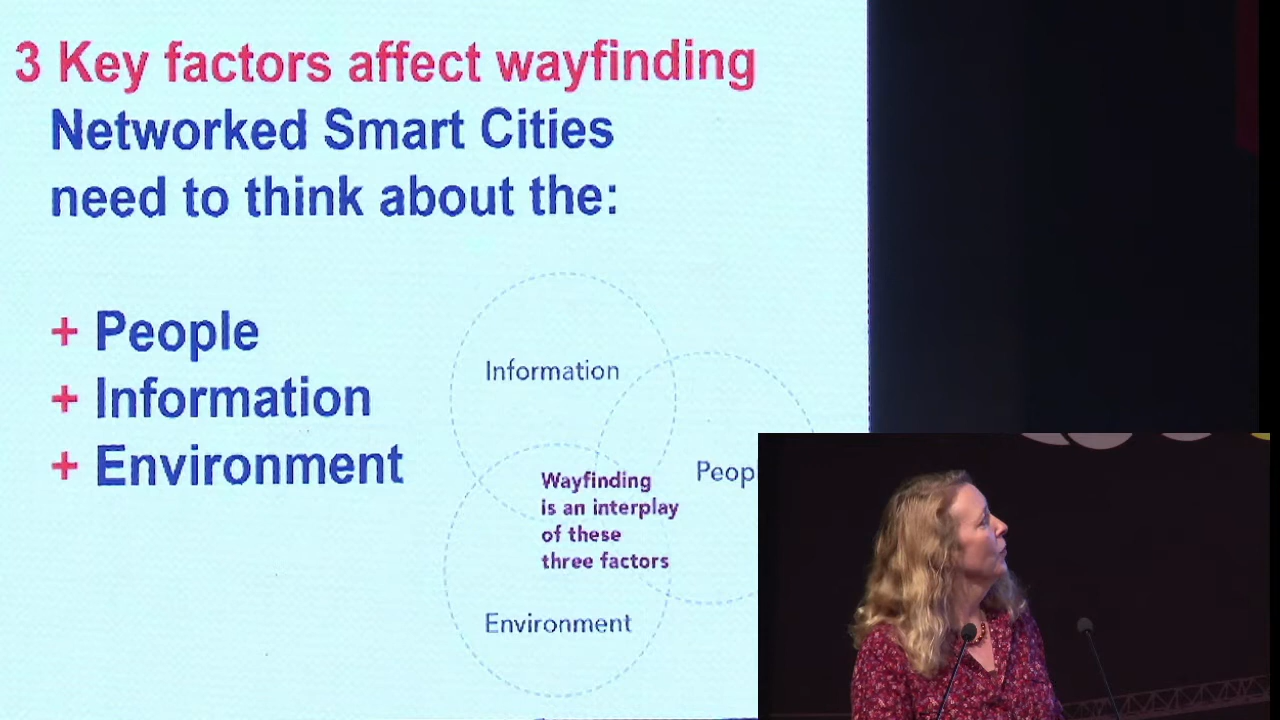 3 Key factors affect wayfinding
Networked Smart Cities
need to think about the:
+ People
+ Information
+ Environment
Information
Peop
Wayfinding
is an interplay
of these
three factors
Environment